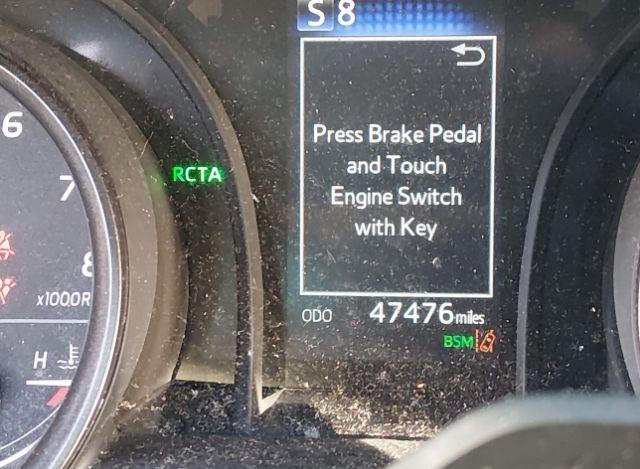 S 8
6
7
8
x1000R
H
RCTA
Press Brake Pedal
and Touch
Engine Switch
with Key
ODO 47476 miles
BSM